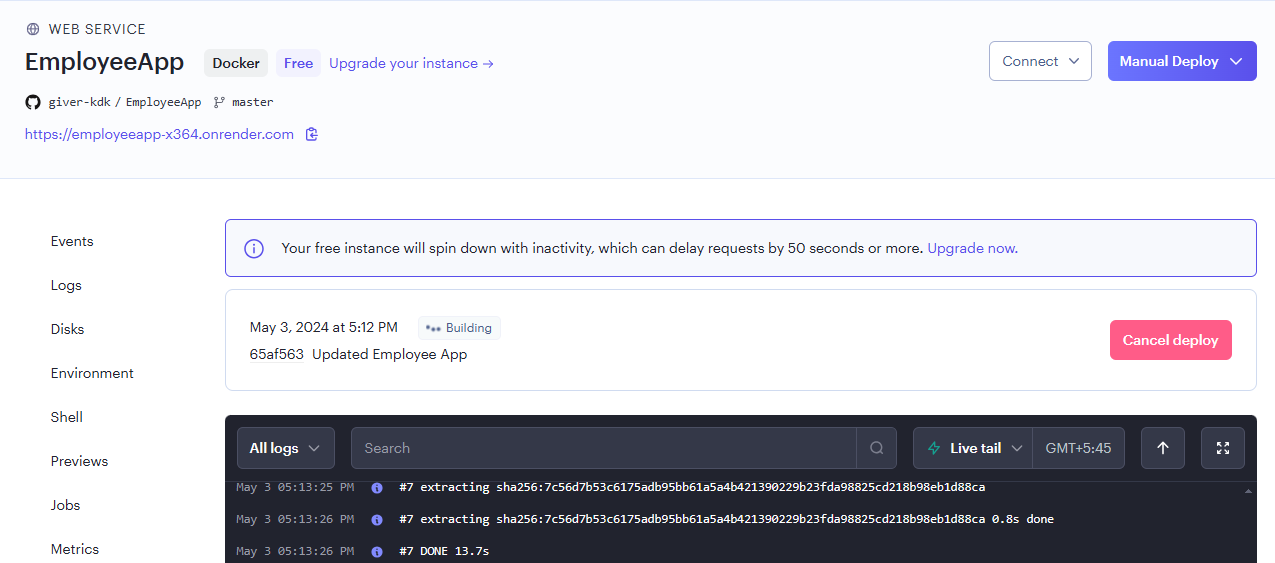 WEB SERVICE
EmployeeApp Docker Free Upgrade your instance →
Connect Manual Deploy
giver-kdk / EmployeeApp master
https://employeeapp-x364.onrender.com
Events
Logs
Disks
Environment
Shell
Previews
Jobs
Metrics
Your free instance will spin down with inactivity, which can delay requests by 50 seconds or more. Upgrade now.
May 3, 2024 at 5:12 PM Building
65af563 Updated Employee App
Cancel deploy
All logs Search Live tail GMT+5:45
May 3 05:13:25 PM #7 extracting sha256:7c56d7b53c6175adb95bb61a5a4b421390229b23fda98825cd218b98eb1d88ca
May 3 05:13:26 PM #7 extracting sha256:7c56d7b53c6175adb95bb61a5a4b421390229b23fda98825cd218b98eb1d88ca 0.8s done
May 3 05:13:26 PM #7 DONE 13.7s